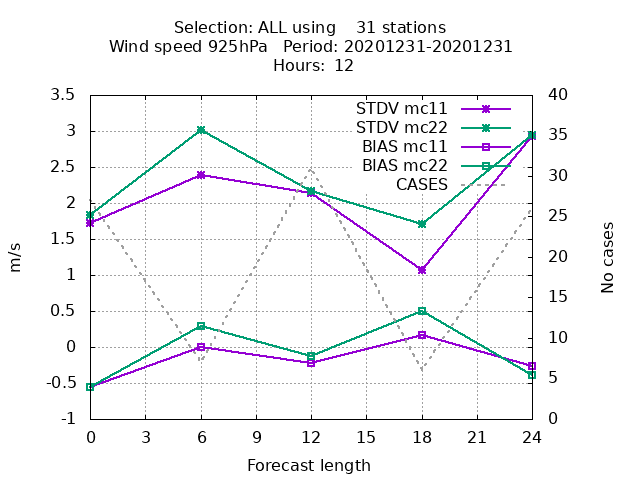 Selection: ALL using    31 stations
Wind speed 925hPa   Period: 20201231-20201231
Hours:  12
STDV mc11
STDV mc22
BIAS mc11
BIAS mc22
CASES
3.5
3
2.5
2
1.5
1
0.5
0
-0.5
-1
m/s
40
35
30
25
20
15
10
5
0
No cases
0 3 6 9 12 15 18 21 24
Forecast length